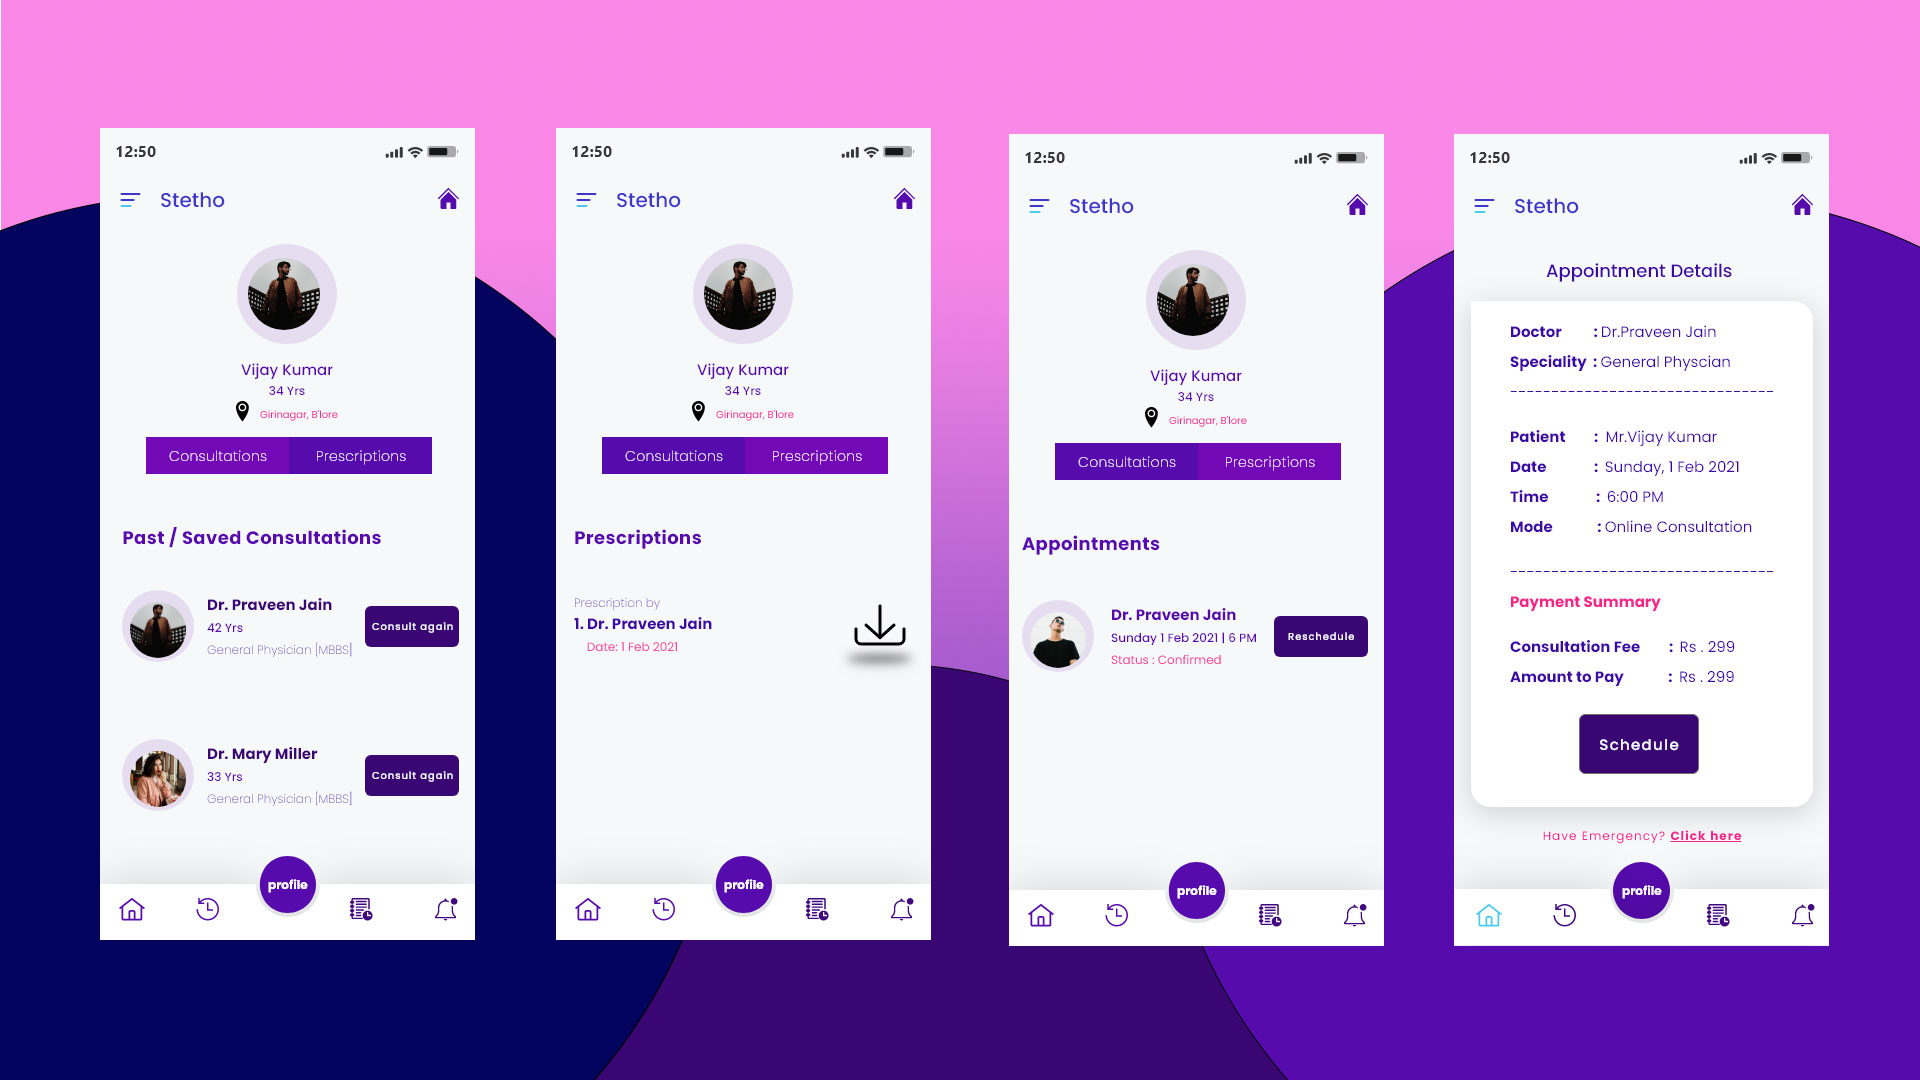 12:50
Stetho
Vijay Kumar
34 Yrs
Girinagar, B'lore
Consultations
Prescriptions
Past / Saved Consultations
Dr. Praveen Jain
42 Yrs
General Physician [MBBS]
Consult again
Dr. Mary Miller
33 Yrs
General Physician [MBBS]
Consult again
profile
12:50
Stetho
Vijay Kumar
34 Yrs
Girinagar, B'lore
Consultations
Prescriptions
Prescriptions
Prescription by
1. Dr. Praveen Jain
Date: 1 Feb 2021
profile
12:50
Stetho
Vijay Kumar
34 Yrs
Girinagar, B'lore
Consultations
Prescriptions
Appointments
Dr. Praveen Jain
Sunday 1 Feb 2021 | 6 PM
Status : Confirmed
Reschedule
profile
12:50
Stetho
Appointment Details
Doctor : Dr.Praveen Jain
Speciality : General Physcian
Patient : Mr.Vijay Kumar
Date : Sunday, 1 Feb 2021
Time : 6:00 PM
Mode : Online Consultation
Payment Summary
Consultation Fee : Rs . 299
Amount to Pay : Rs . 299
Schedule
Have Emergency? Click here
profile